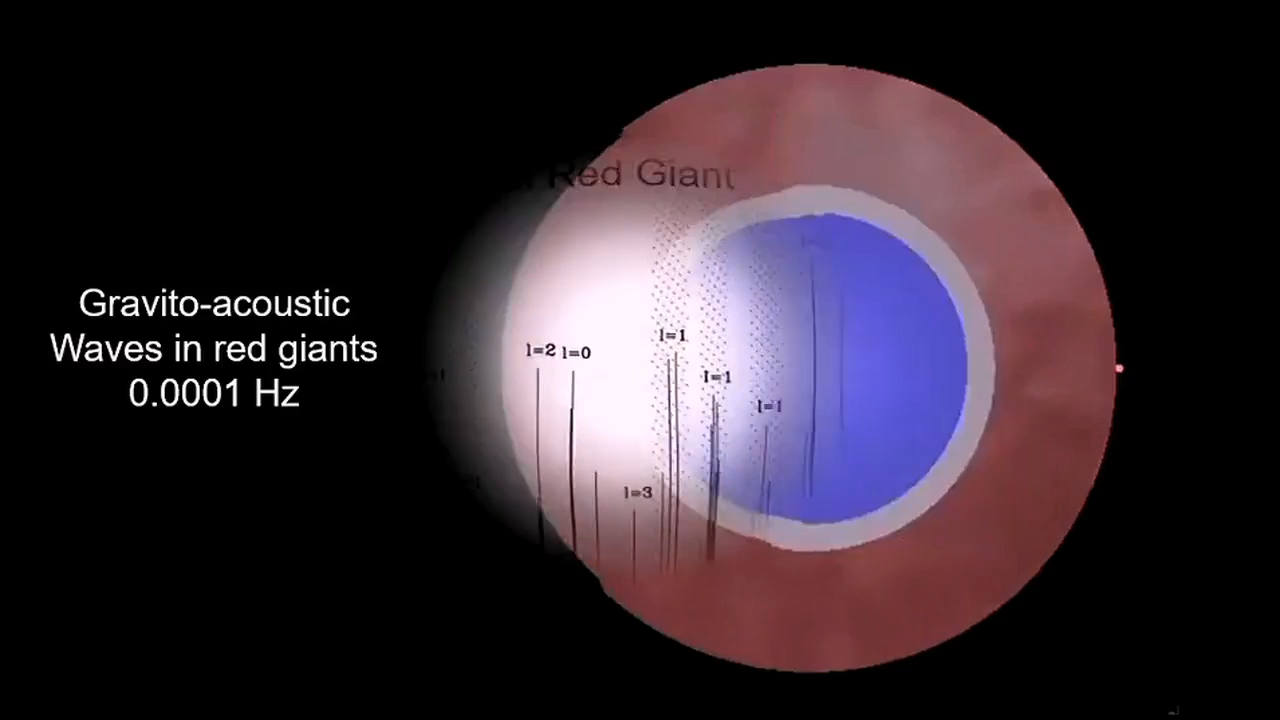 Red Giant
Gravito-acoustic
Waves in red giants
0.0001 Hz
l=2
l=0
l=1
l=1
l=1
l=3